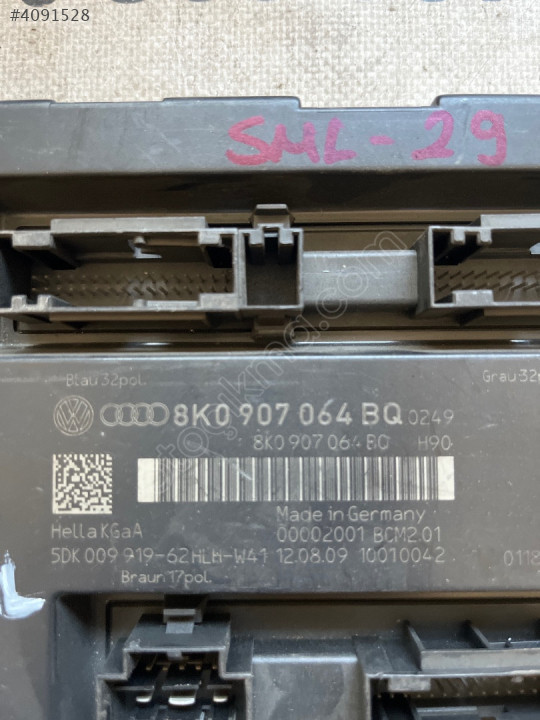 #4091528
SML-29
Blau 32pol.
Grau 32p
8K0 907 064 BQ 0249
8K0 907 064 BQ H90
Made in Germany
Hella KGaA
00002001 BCM2.01
5DK 009 919-62 HLH-W41 12.08.09 10010042
0118
Braun 17pol.